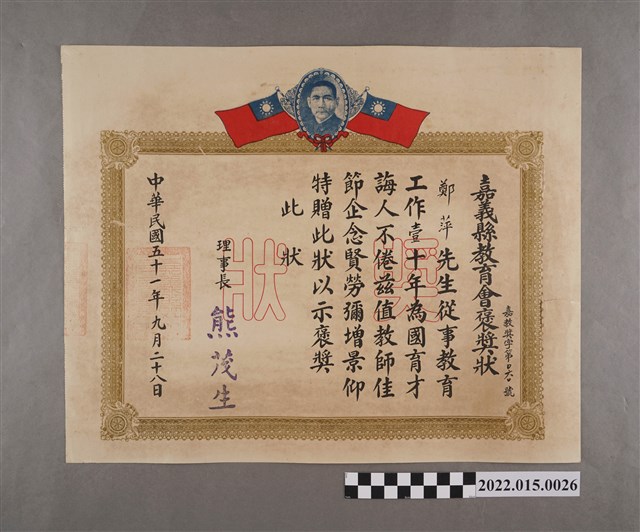 嘉義縣教育會褒獎狀
嘉教獎字第 號
鄭萍先生從事教育
工作壹十年為國育才
誨人不倦茲值教師佳
節企念賢勞彌增景仰
特贈此狀以示褒獎
此狀
理事長 熊茂生
中華民國五十一年九月二十八日
獎狀
2022.015.0026